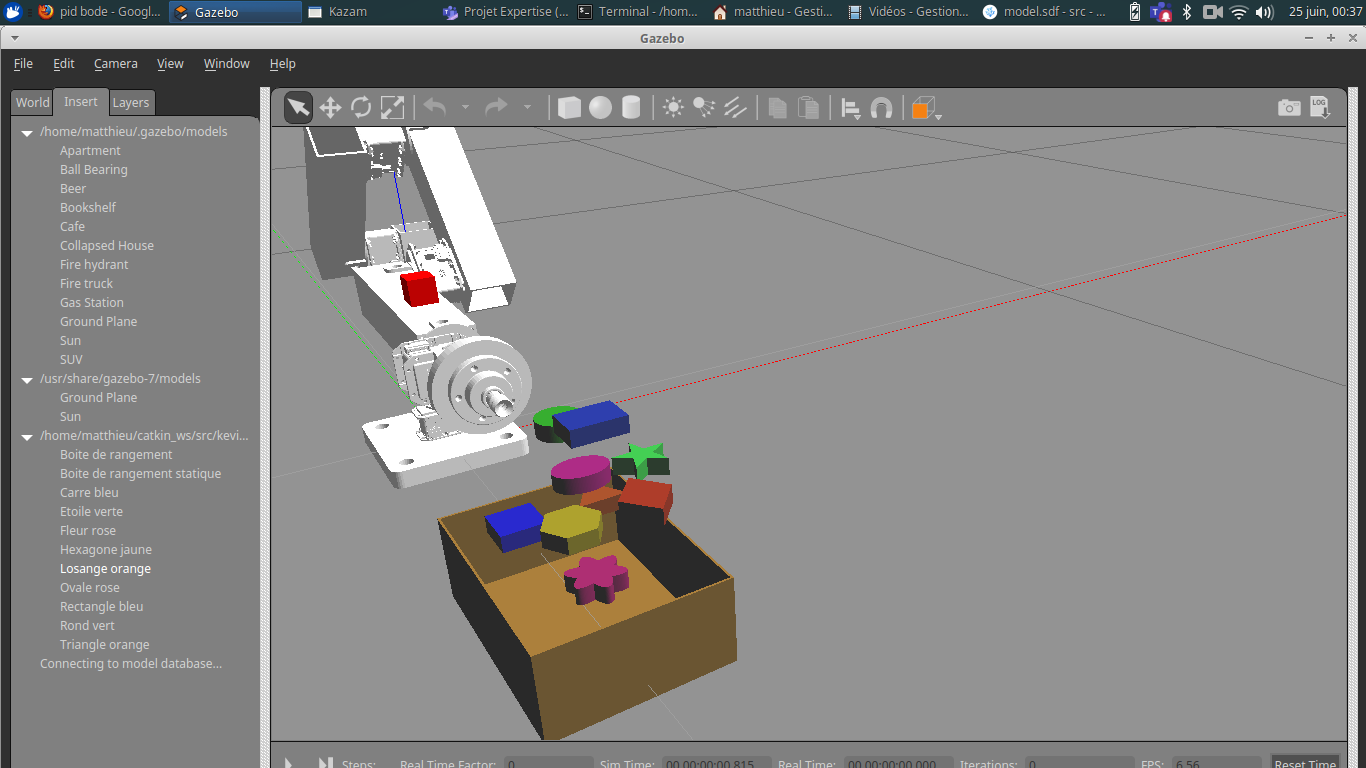 pid bode - Googl...
Gazebo
Kazam
Projet Expertise (...
Terminal - /hom...
matthieu - Gesti...
Vidéos - Gestion...
model.sdf - src - ...
25 juin, 00:37
Gazebo
File Edit Camera View Window Help
World Insert Layers
LOG
/home/matthieu/.gazebo/models
Apartment
Ball Bearing
Beer
Bookshelf
Cafe
Collapsed House
Fire hydrant
Fire truck
Gas Station
Ground Plane
Sun
SUV
/usr/share/gazebo-7/models
Ground Plane
Sun
/home/matthieu/catkin_ws/src/kevi...
Boite de rangement
Boite de rangement statique
Carre bleu
Etoile verte
Fleur rose
Hexagone jaune
Losange orange
Ovale rose
Rectangle bleu
Rond vert
Triangle orange
Connecting to model database...
Steps: Real Time Factor: 0 Sim Time: 00 00:00:00.815 Real Time: 00 00:00:00.000 Iterations: 0 FPS: 6.56 Reset Time